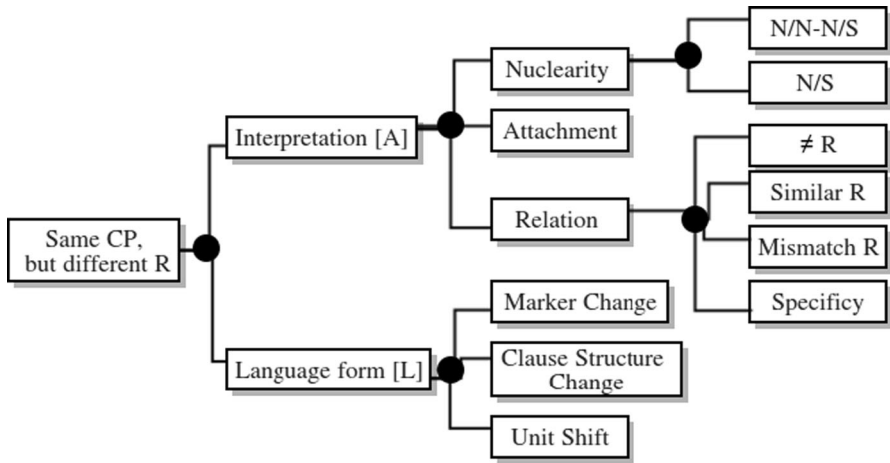 Same CP,
but different R
Interpretation [A]
Nuclearity
N/N-N/S
N/S
Attachment
Relation
≠ R
Similar R
Mismatch R
Specificy
Language form [L]
Marker Change
Clause Structure
Change
Unit Shift